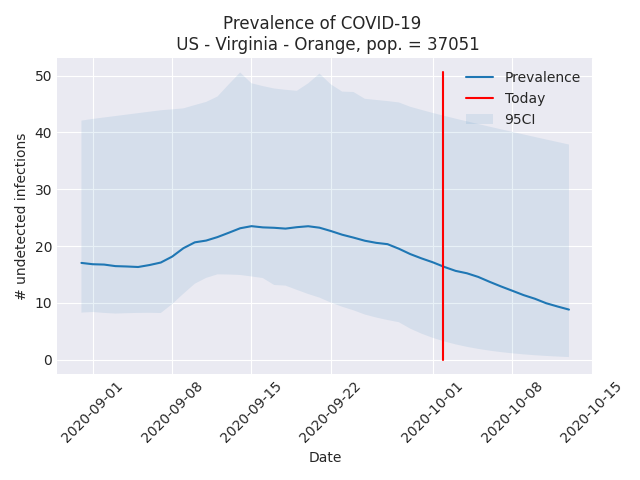 Prevalence of COVID-19
US - Virginia - Orange, pop. = 37051
Prevalence
Today
95CI
# undetected infections
50
40
30
20
10
0
2020-09-01
2020-09-08
2020-09-15
2020-09-22
2020-10-01
2020-10-08
2020-10-15
Date